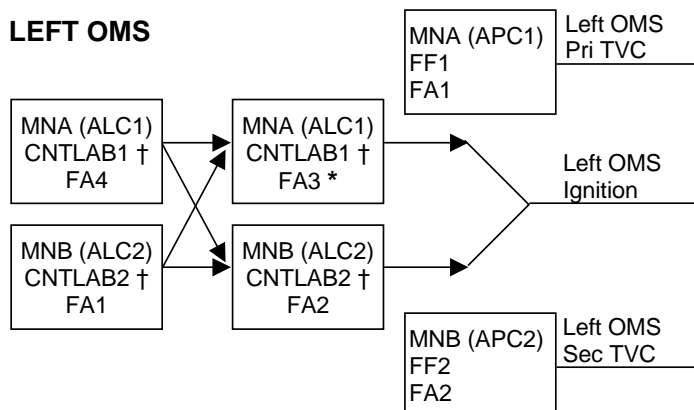 LEFT OMS
MNA (APC1)
FF1
FA1
Left OMS
Pri TVC
MNA (ALC1)
CNTLAB1 †
FA4
MNA (ALC1)
CNTLAB1 †
FA3 *
Left OMS
Ignition
MNB (ALC2)
CNTLAB2 †
FA1
MNB (ALC2)
CNTLAB2 †
FA2
MNB (APC2)
FF2
FA2
Left OMS
Sec TVC